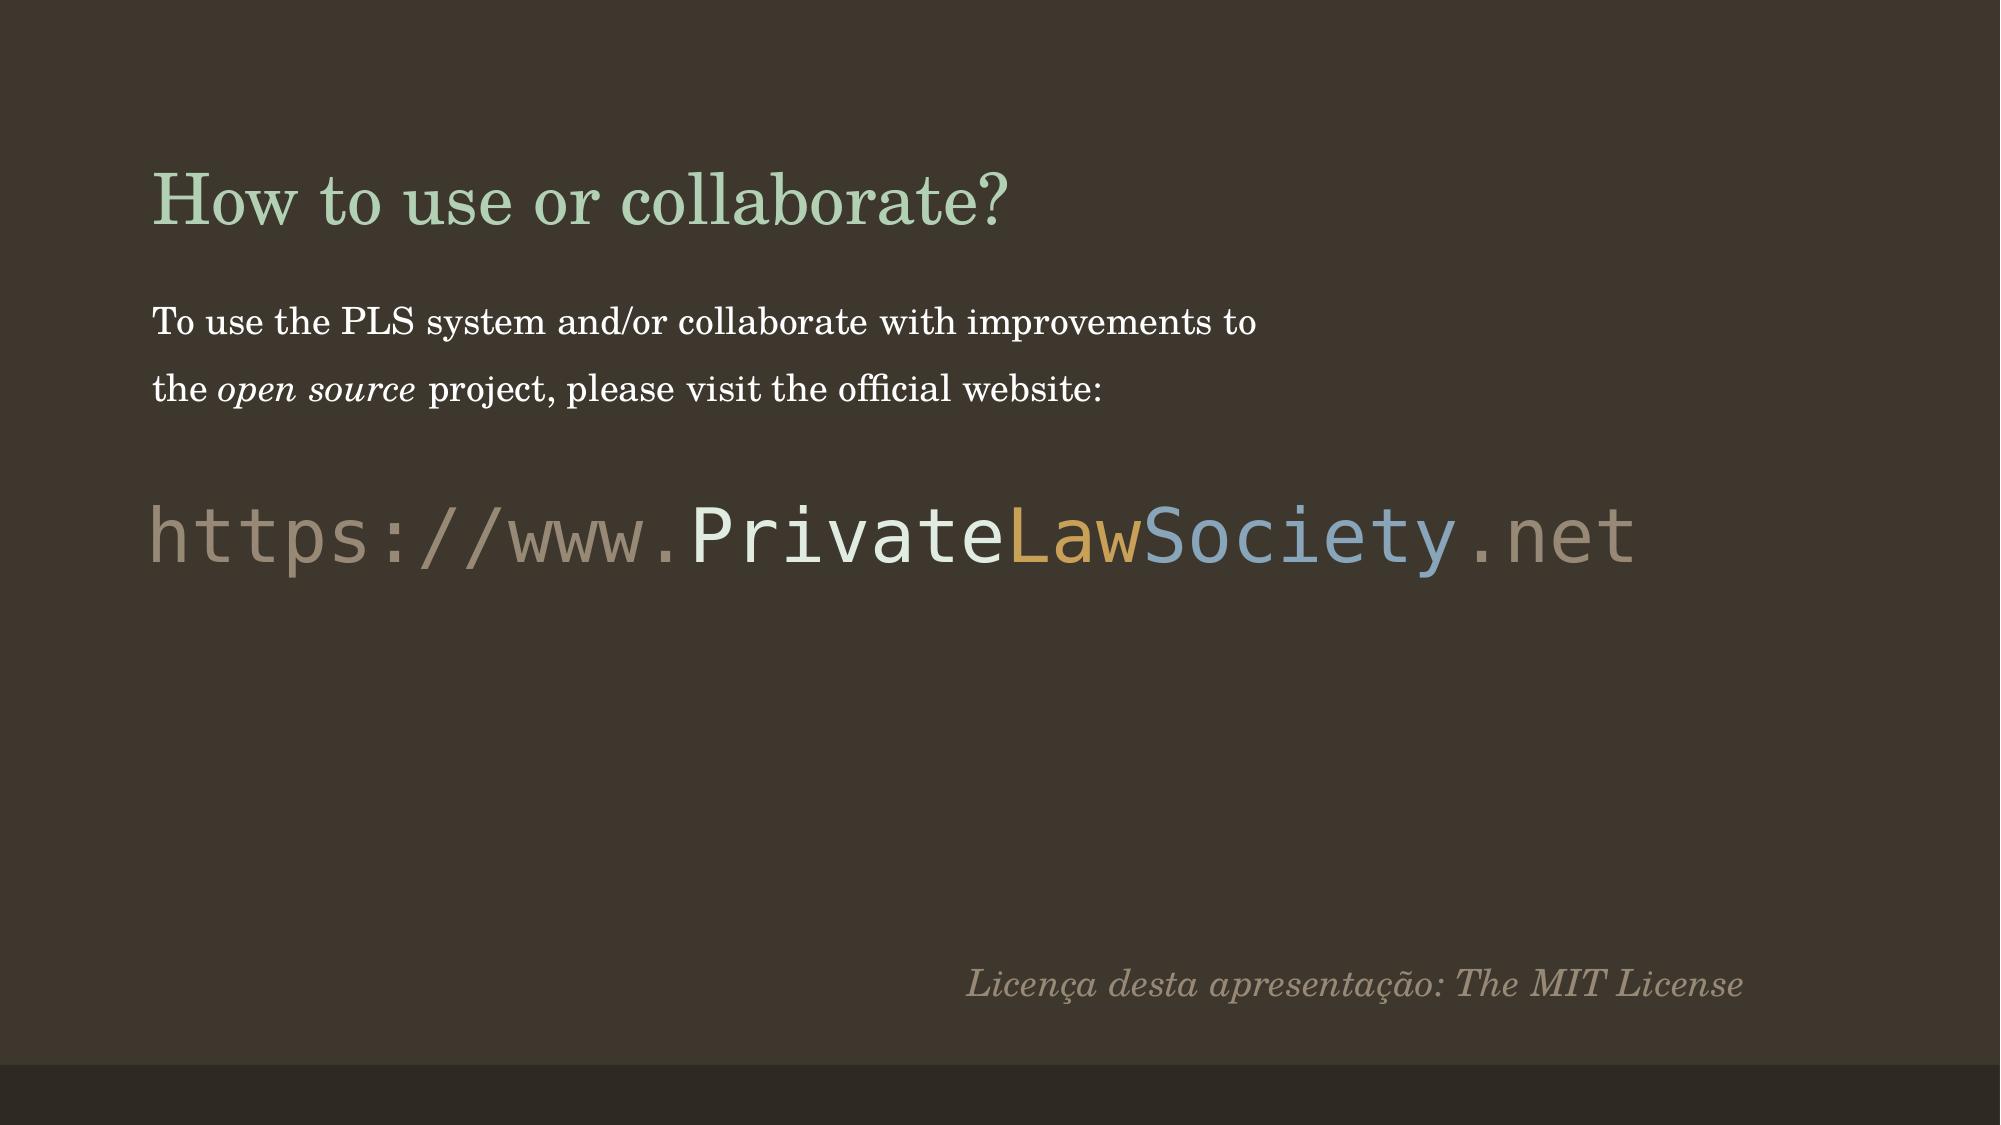 How to use or collaborate?
To use the PLS system and/or collaborate with improvements to
the open source project, please visit the official website:
https://www.PrivateLawSociety.net
Licença desta apresentação: The MIT License